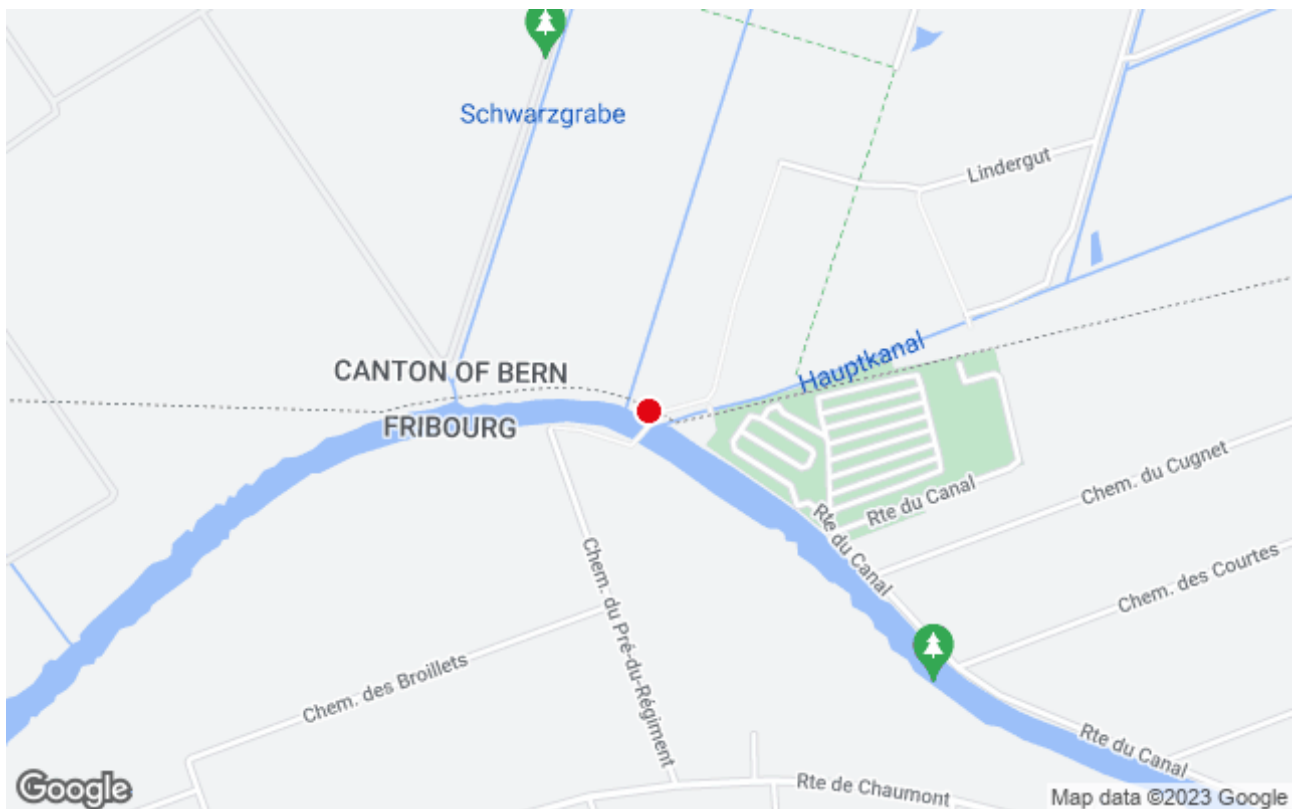 Schwarzgrabe
Lindergut
Hauptkanal
CANTON OF BERN
FRIBOURG
Chem. du Cugnet
Rte du Canal
Rte du Canal
Chem. des Courtes
Chem. du Pré-du-Régiment
Chem. des Broillets
Rte du Canal
Rte de Chaumont
Google
Map data ©2023 Google